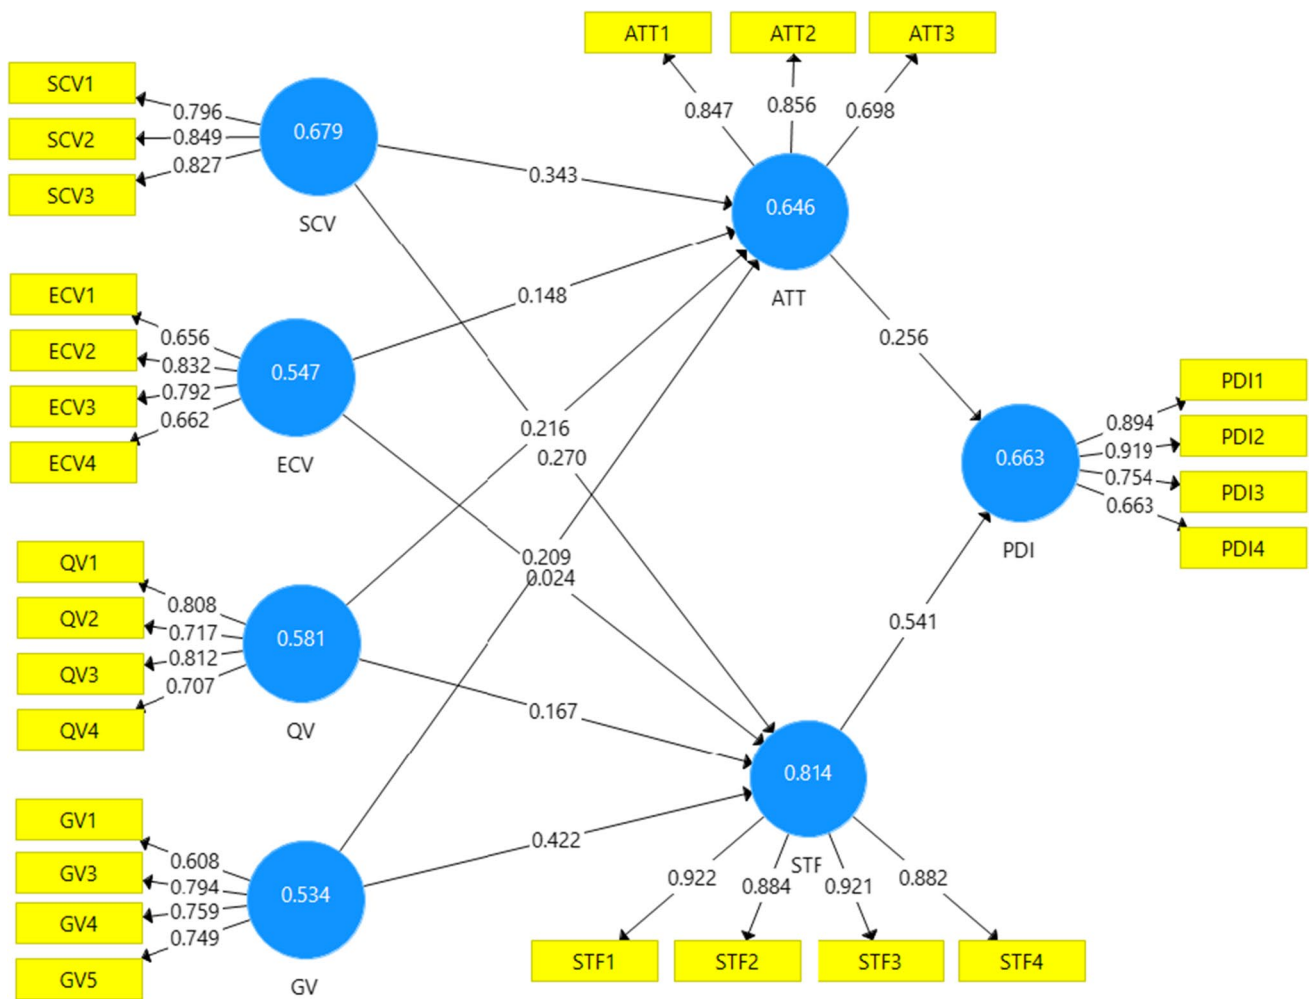 ATT1
ATT2
ATT3
SCV1
SCV2
SCV3
0.796
0.849
0.827
0.679
SCV
0.847
0.856
0.698
0.343
0.646
ATT
ECV1
ECV2
ECV3
ECV4
0.656
0.832
0.792
0.662
0.547
ECV
0.148
0.256
0.216
0.270
PDI1
PDI2
PDI3
PDI4
0.894
0.919
0.754
0.663
0.663
PDI
QV1
QV2
QV3
QV4
0.808
0.717
0.812
0.707
0.581
QV
0.209
0.024
0.541
0.167
GV1
GV3
GV4
GV5
0.608
0.794
0.759
0.749
0.534
GV
0.422
0.814
STF
0.922
0.884
0.921
0.882
STF1
STF2
STF3
STF4